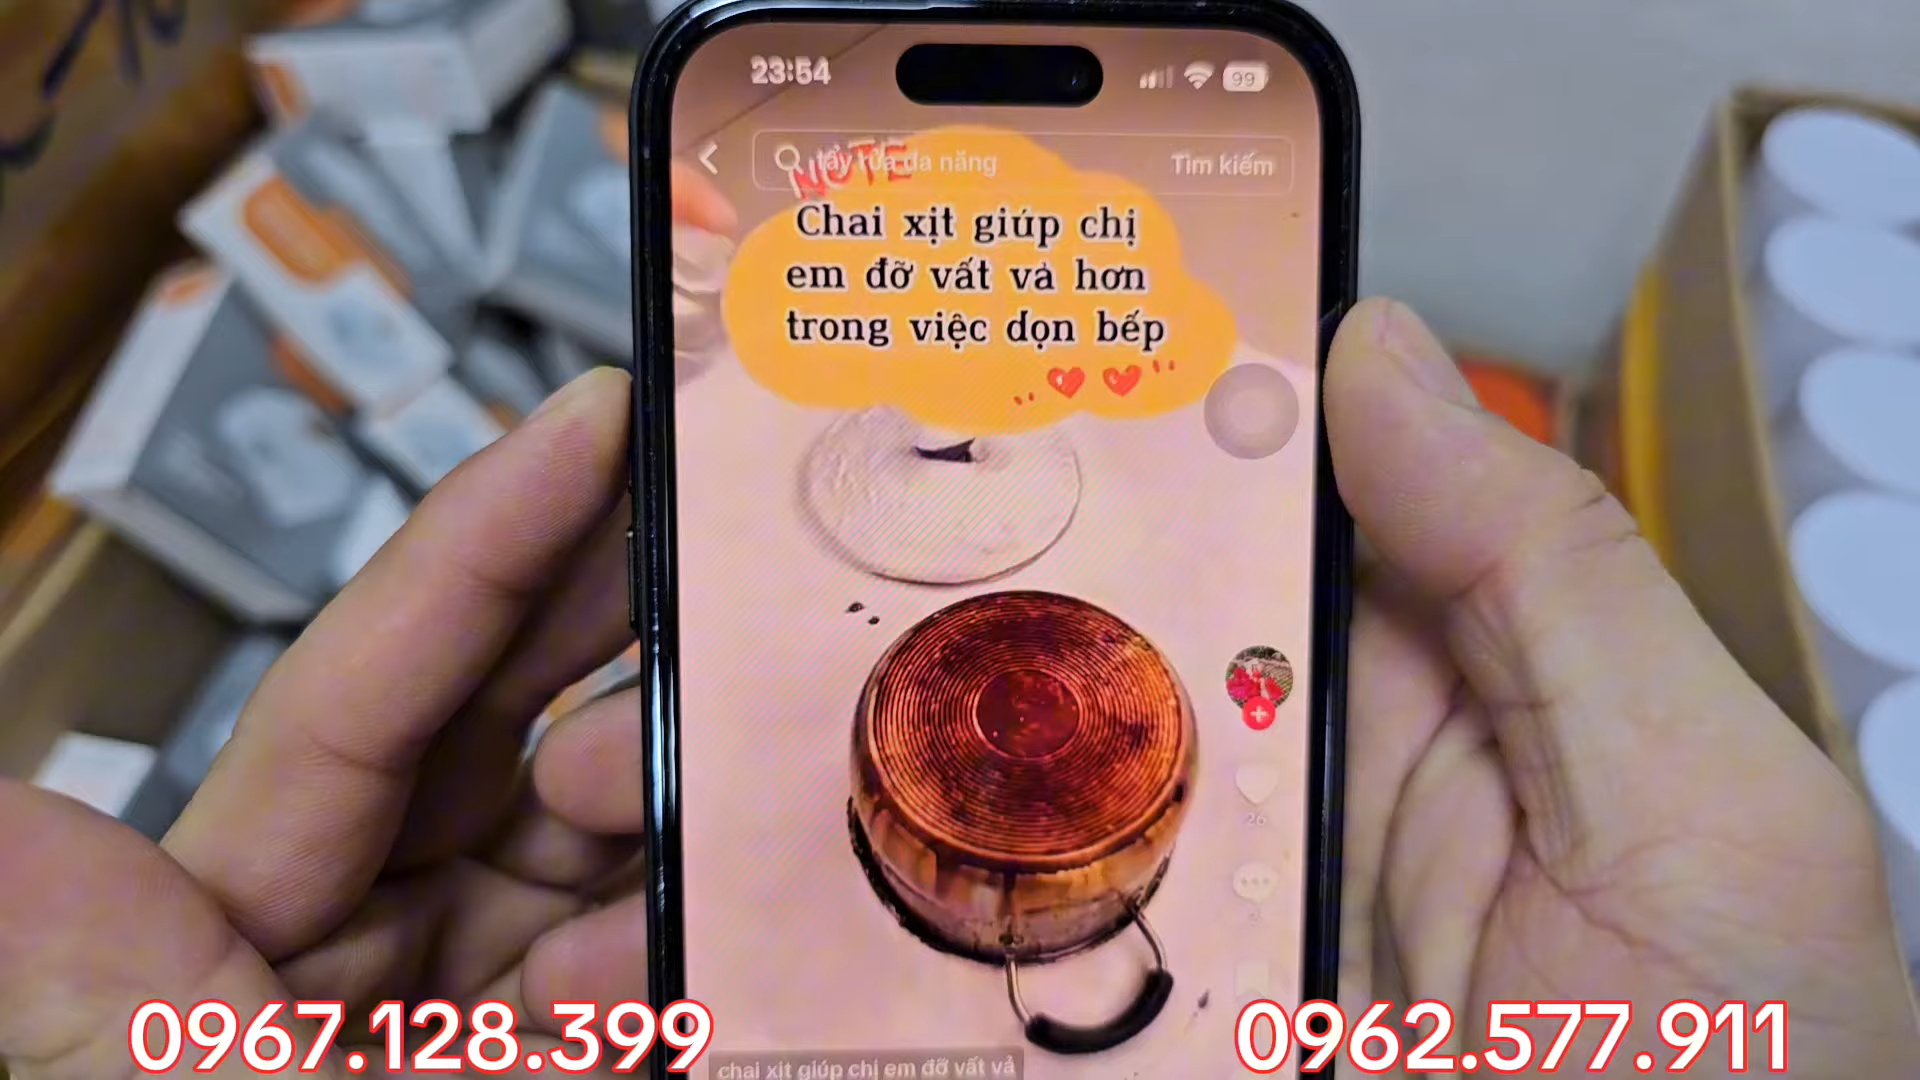 23:54
99
tẩy rửa đa năng
Tìm kiếm
NOTE
Chai xịt giúp chị
em đỡ vất vả hơn
trong việc dọn bếp
26
0967.128.399
0962.577.911
chai xịt giúp chị em đỡ vất vả